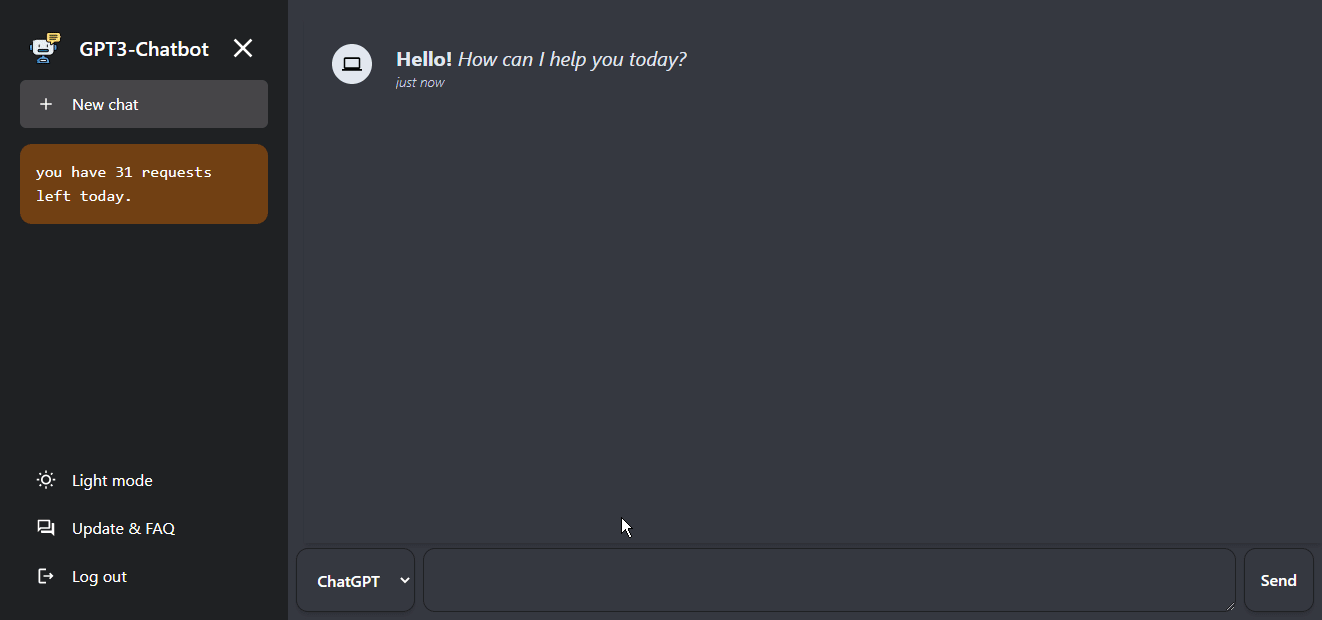 GPT3-Chatbot
New chat
you have 31 requests
left today.
Light mode
Update & FAQ
Log out
Hello! How can I help you today?
just now
ChatGPT
Send